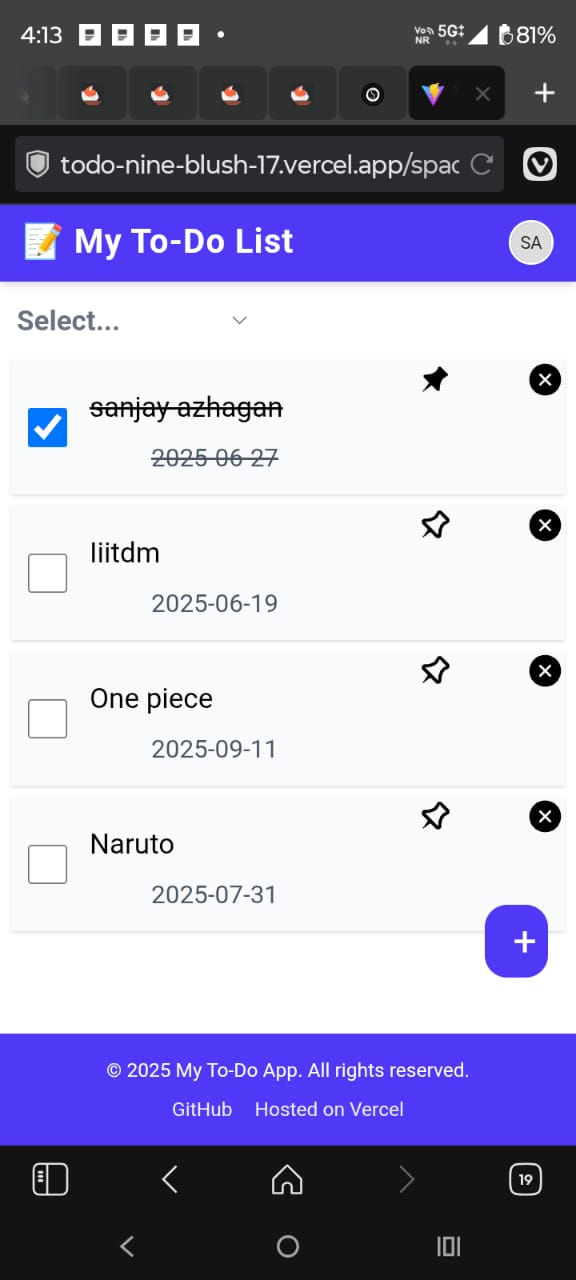 4:13
Vo)) NR 5G 81%
todo-nine-blush-17.vercel.app/spac
📝 My To-Do List
SA
Select...
sanjay azhagan
2025-06-27
Iiitdm
2025-06-19
One piece
2025-09-11
Naruto
2025-07-31
+
© 2025 My To-Do App. All rights reserved.
GitHub Hosted on Vercel
19